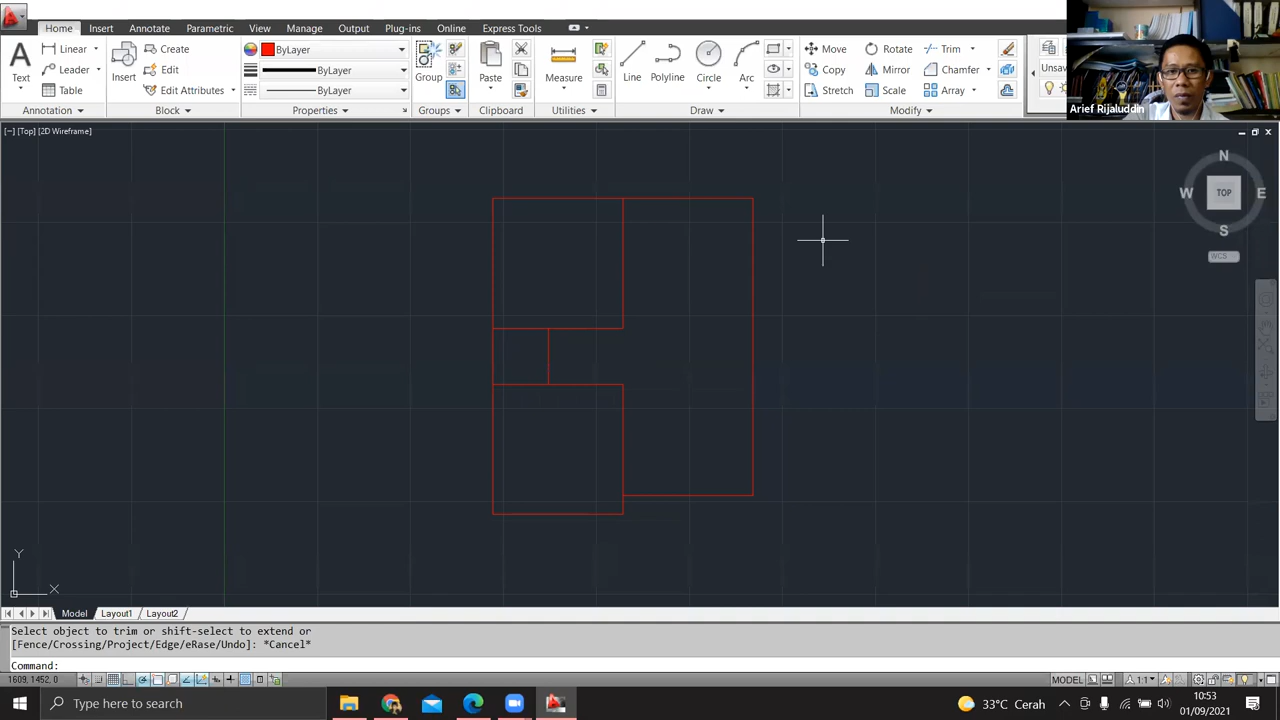 Home Insert Annotate Parametric View Manage Output Plug-ins Online Express Tools
Text
Linear
Leader
Table
Annotation
Insert
Create
Edit
Edit Attributes
Block
ByLayer
ByLayer
ByLayer
Properties
Group
Groups
Paste
Clipboard
Measure
Utilities
Line
Polyline
Circle
Arc
Draw
Move
Copy
Stretch
Rotate
Mirror
Scale
Trim
Chamfer
Array
Modify
Unsav
Arief Rijaluddin
[−] [Top] [2D Wireframe]
N
W
TOP
E
S
WCS
Y
X
Model Layout1 Layout2
Select object to trim or shift-select to extend or
[Fence/Crossing/Project/Edge/eRase/Undo]: *Cancel*
Command:
1609, 1452, 0
MODEL
1:1
Type here to search
33°C Cerah
10:53
01/09/2021